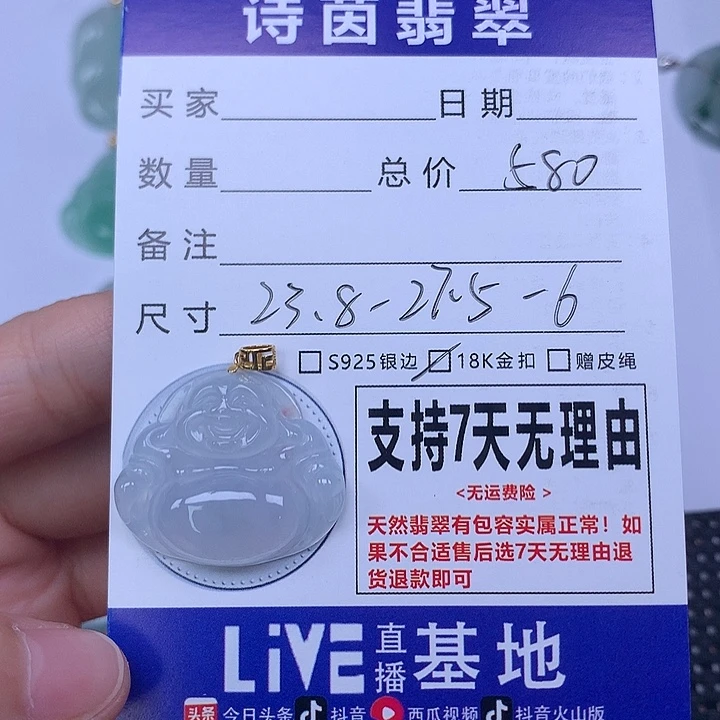 诗茵翡翠
买家 日期
数量 总价 580
备注
尺寸 23.8-27.5-6
S925银边 18K金扣 赠皮绳
支持7天无理由
<无运费险 >
天然翡翠有包容实属正常！如
果不合适售后选7天无理由退
货退款即可
LiVE 直播 基地
头条 今日头条 抖音 西瓜视频 抖音火山版